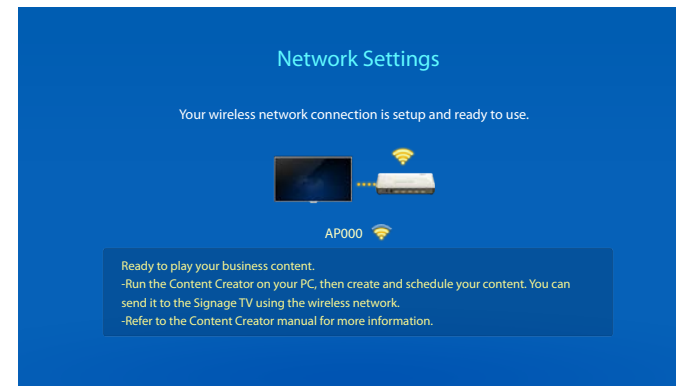 Network Settings
Your wireless network connection is setup and ready to use.
AP000
Ready to play your business content.
-Run the Content Creator on your PC, then create and schedule your content. You can
send it to the Signage TV using the wireless network.
-Refer to the Content Creator manual for more information.